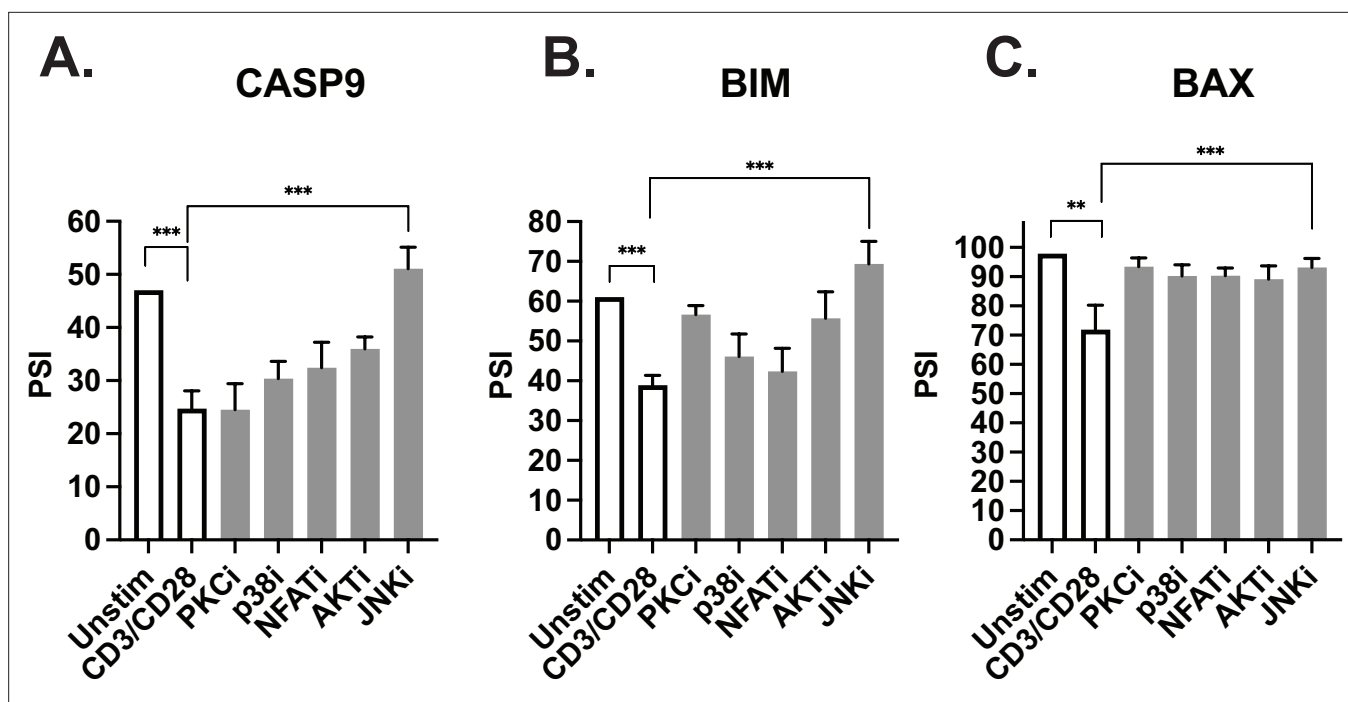 A.
CASP9
***
***
60
50
40
30
20
10
0
PSI
Unstim
CD3/CD28
PKCi
p38i
NFATi
AKTi
JNKi
B.
BIM
***
***
80
70
60
50
40
30
20
10
0
PSI
Unstim
CD3/CD28
PKCi
p38i
NFATi
AKTi
JNKi
C.
BAX
***
**
100
90
80
70
60
50
40
30
20
10
0
PSI
Unstim
CD3/CD28
PKCi
p38i
NFATi
AKTi
JNKi